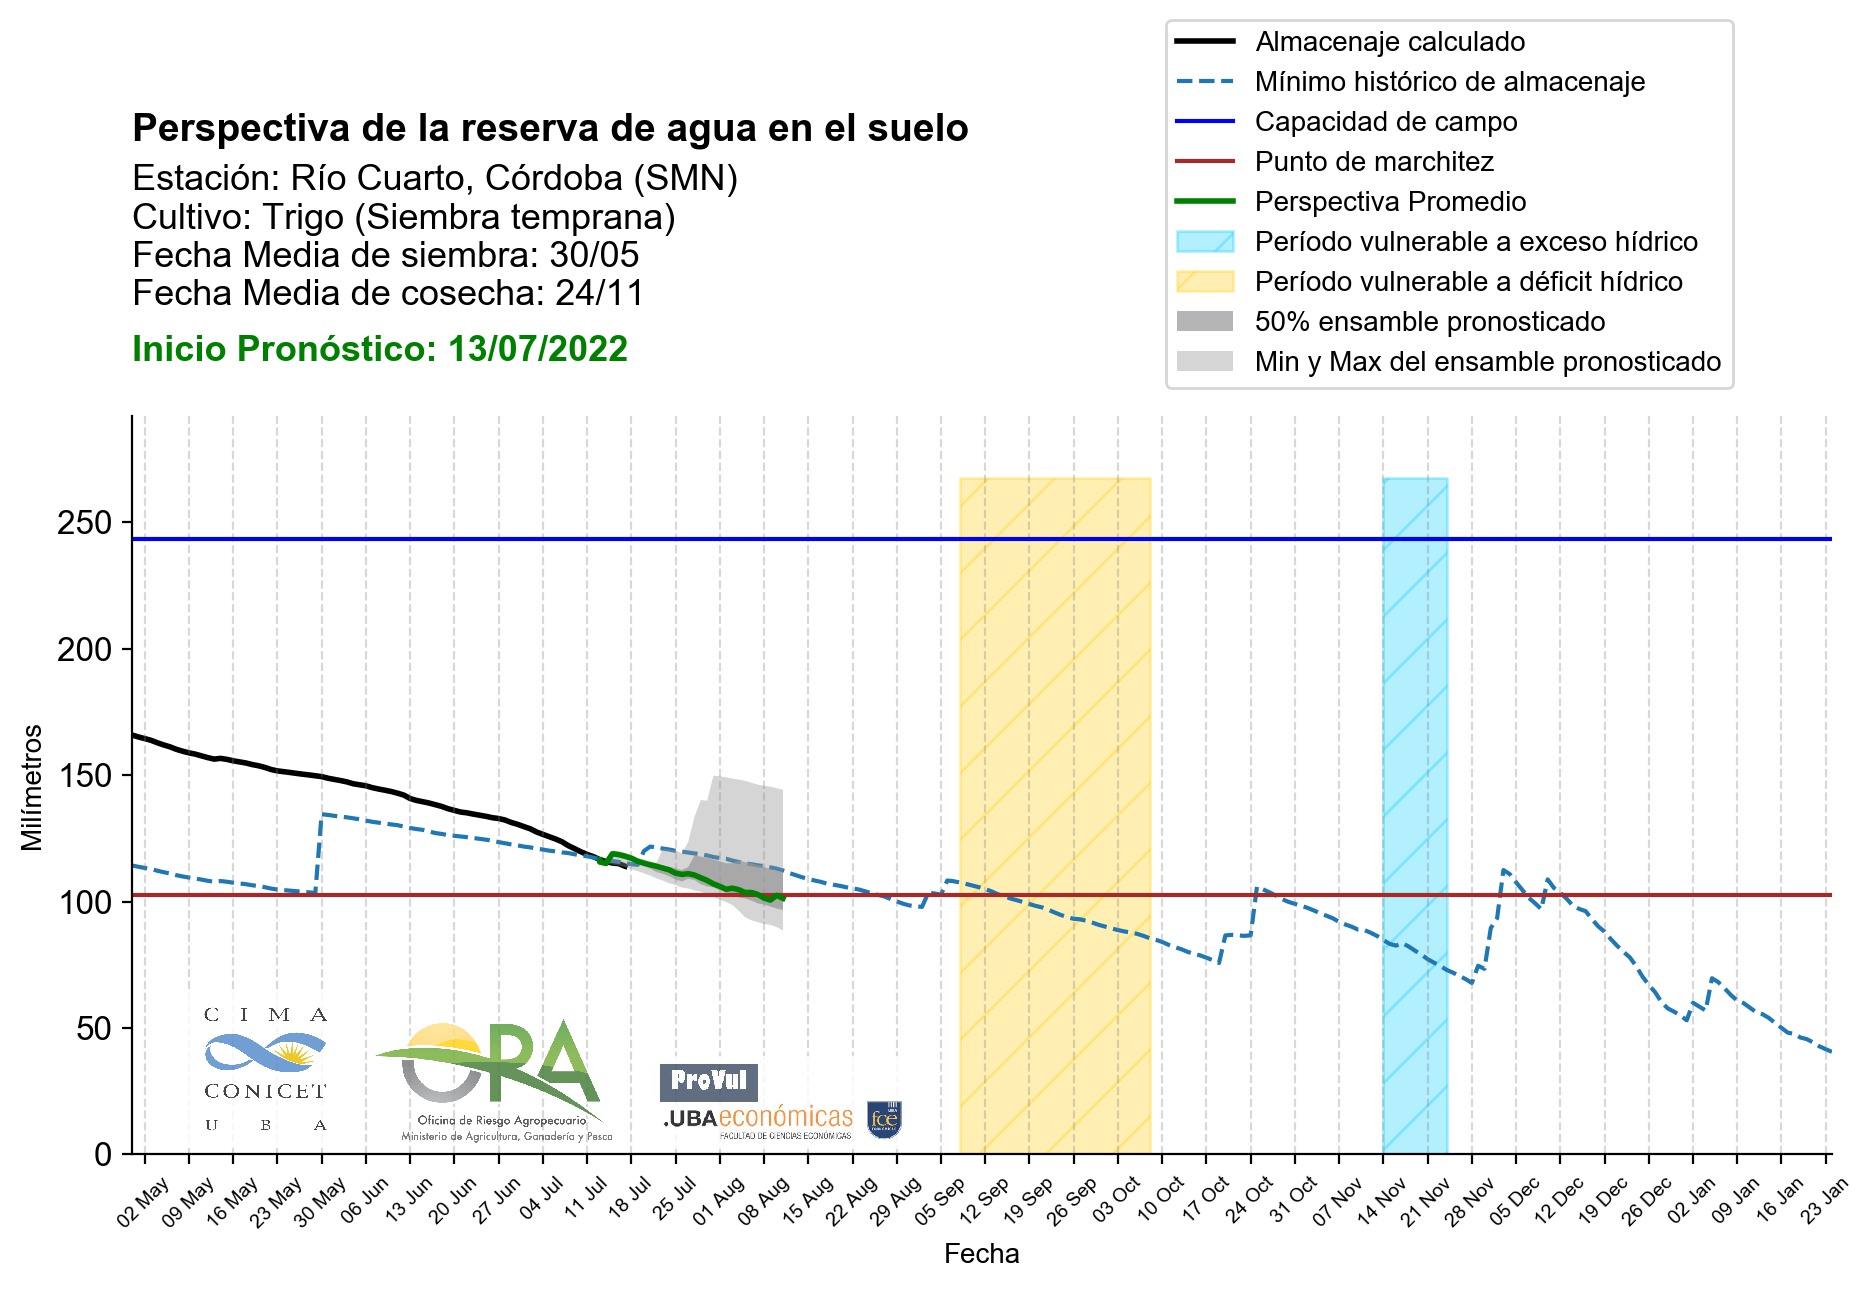 Almacenaje calculado
Mínimo histórico de almacenaje
Capacidad de campo
Punto de marchitez
Perspectiva Promedio
Período vulnerable a exceso hídrico
Período vulnerable a déficit hídrico
50% ensamble pronosticado
Min y Max del ensamble pronosticado
Perspectiva de la reserva de agua en el suelo
Estación: Río Cuarto, Córdoba (SMN)
Cultivo: Trigo (Siembra temprana)
Fecha Media de siembra: 30/05
Fecha Media de cosecha: 24/11
Inicio Pronóstico: 13/07/2022
Milímetros
250
200
150
100
50
0
CIMA
CONICET
UBA
ORA
Oficina de Riesgo Agropecuario
Ministerio de Agricultura, Ganadería y Pesca
ProVul
.UBAeconómicas
FACULTAD DE CIENCIAS ECONÓMICAS
fce
02 May
09 May
16 May
23 May
30 May
06 Jun
13 Jun
20 Jun
27 Jun
04 Jul
11 Jul
18 Jul
25 Jul
01 Aug
08 Aug
15 Aug
22 Aug
29 Aug
05 Sep
12 Sep
19 Sep
26 Sep
03 Oct
10 Oct
17 Oct
24 Oct
31 Oct
07 Nov
14 Nov
21 Nov
28 Nov
05 Dec
12 Dec
19 Dec
26 Dec
02 Jan
09 Jan
16 Jan
23 Jan
Fecha